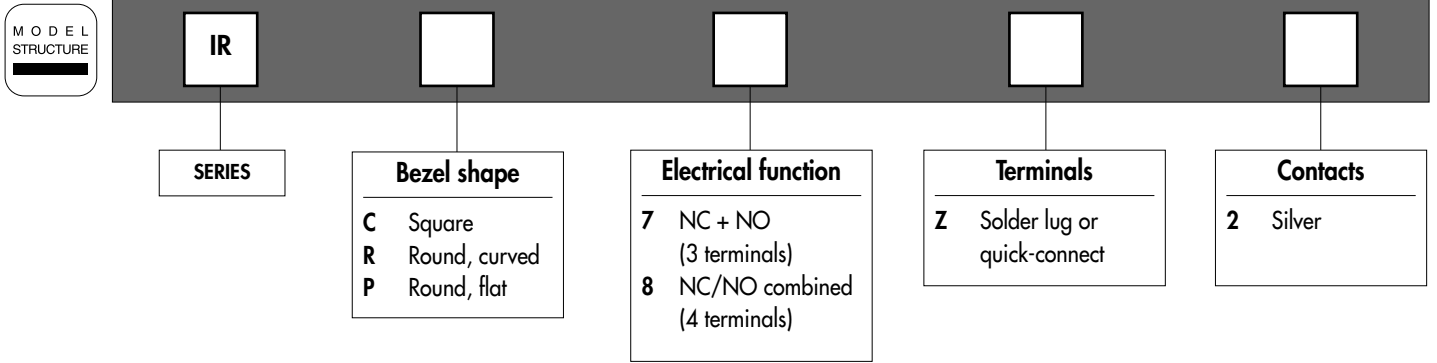 MODEL
STRUCTURE
IR
SERIES
Bezel shape
C Square
R Round, curved
P Round, flat
Electrical function
7 NC + NO
(3 terminals)
8 NC/NO combined
(4 terminals)
Terminals
Z Solder lug or
quick-connect
Contacts
2 Silver